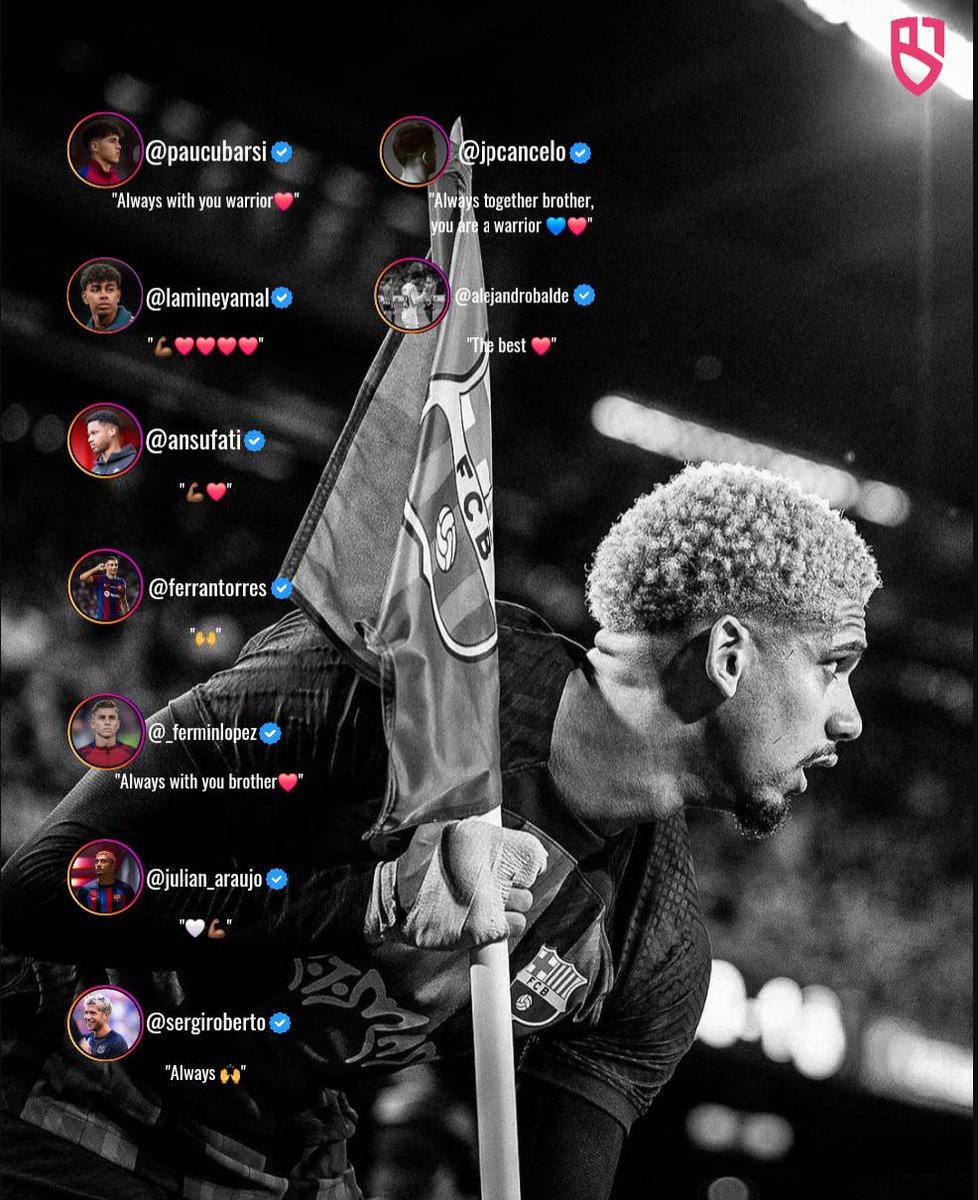 @paucubarsi
"Always with you warrior❤️"
@lamineyamal
"💪🏾❤️❤️❤️❤️"
@ansufati
"💪🏾❤️"
@ferrantorres
"🙌"
@_ferminlopez
"Always with you brother❤️"
@julian_araujo
"🤍💪🏾"
@sergiroberto
"Always 🙌"
@jpcancelo
"Always together brother,
you are a warrior 💙❤️"
@alejandrobalde
"The best ❤️"
FCB
FCB